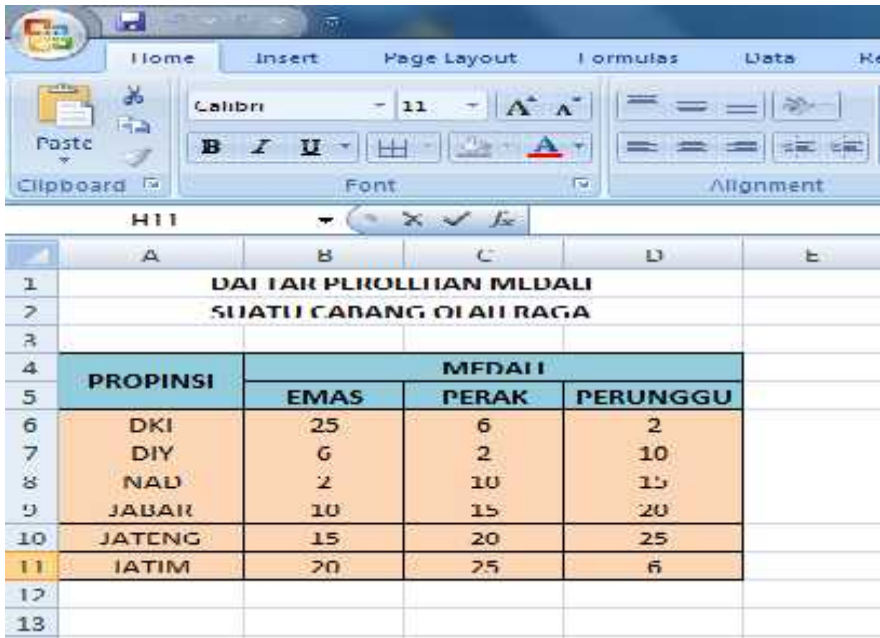 Home Insert Page Layout Formulas Data Re
Calibri 11 A A
Paste B I U A
Clipboard Font Alignment
H11 fx
A B C D E
1 DAFTAR PEROLEHAN MEDALI
2 SUATU CABANG OLAH RAGA
3
4 PROPINSI MEDALI
5 EMAS PERAK PERUNGGU
6 DKI 25 6 2
7 DIY 6 2 10
8 NAD 2 10 15
9 JABAR 10 15 20
10 JATENG 15 20 25
11 JATIM 20 25 6
12
13